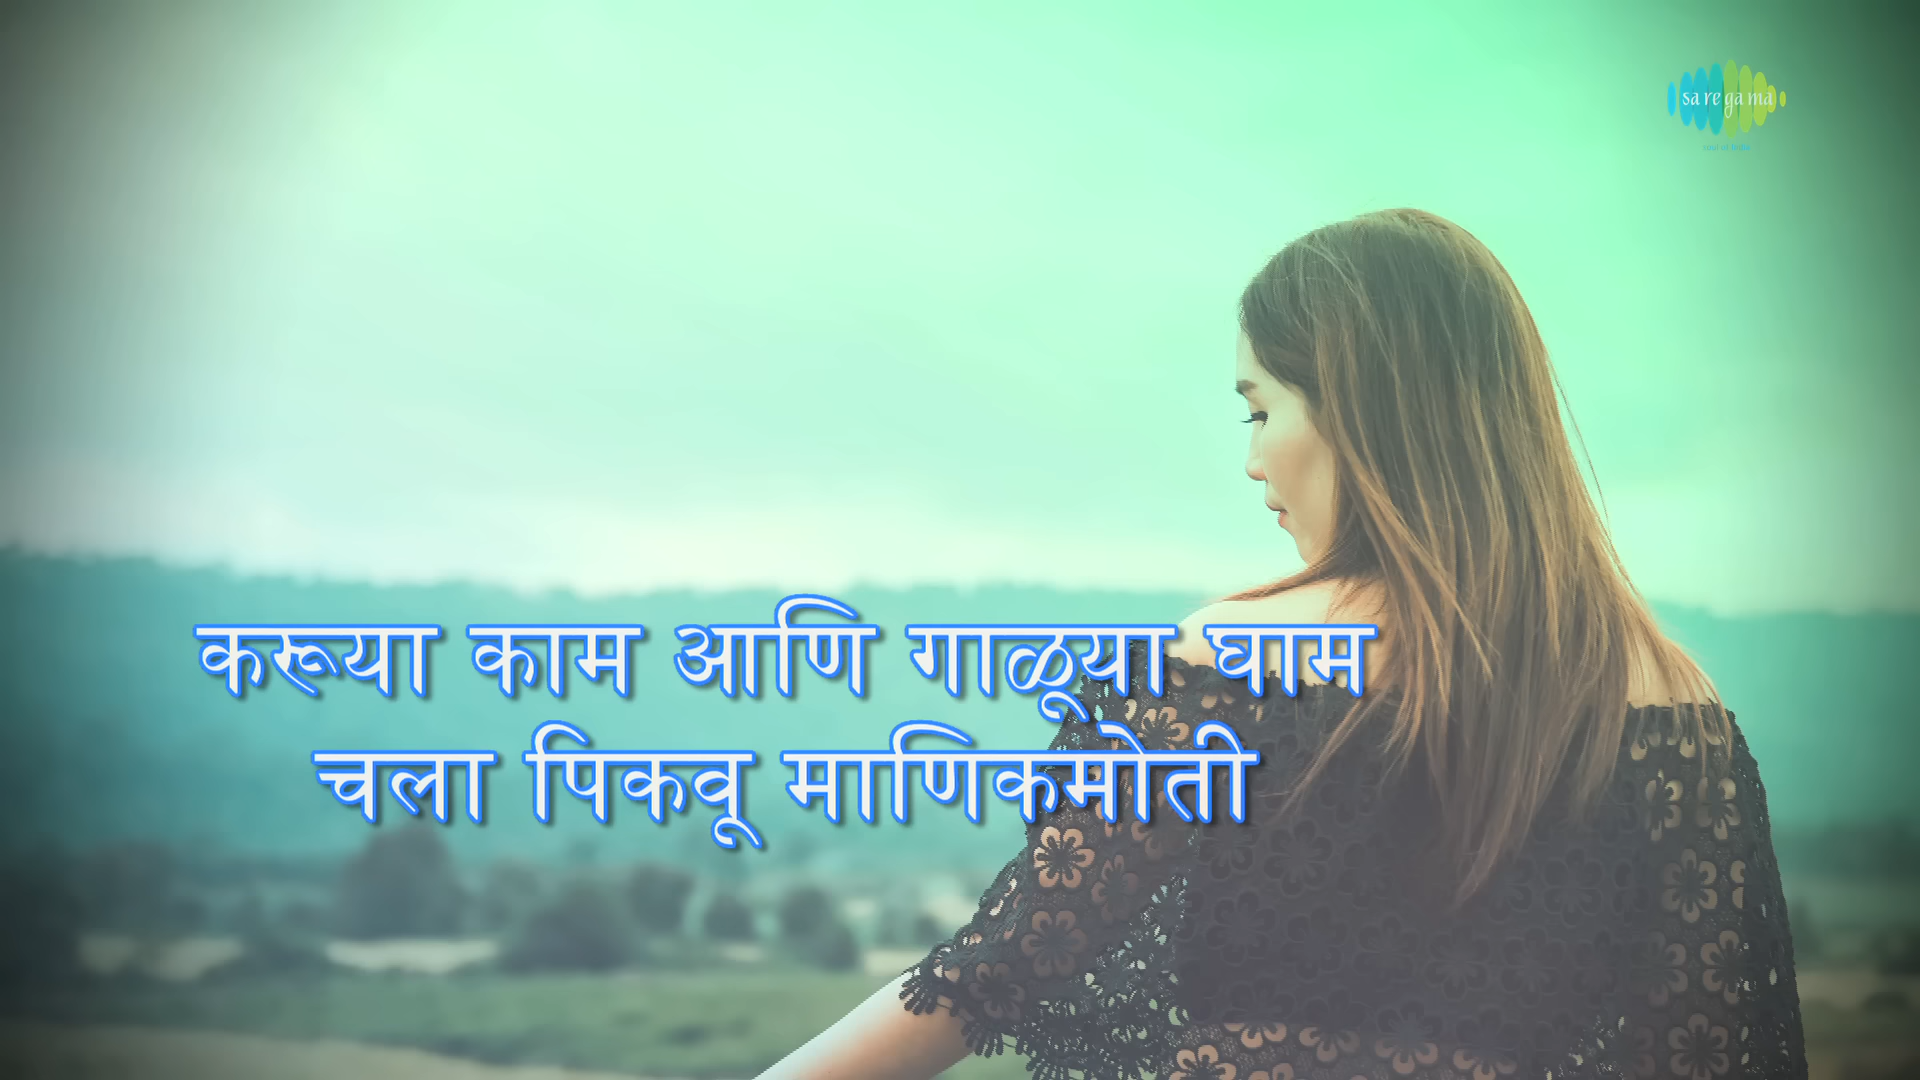 sa re ga ma
करूया काम आणि गाळूया घाम
चला पिकवू माणिकमोती